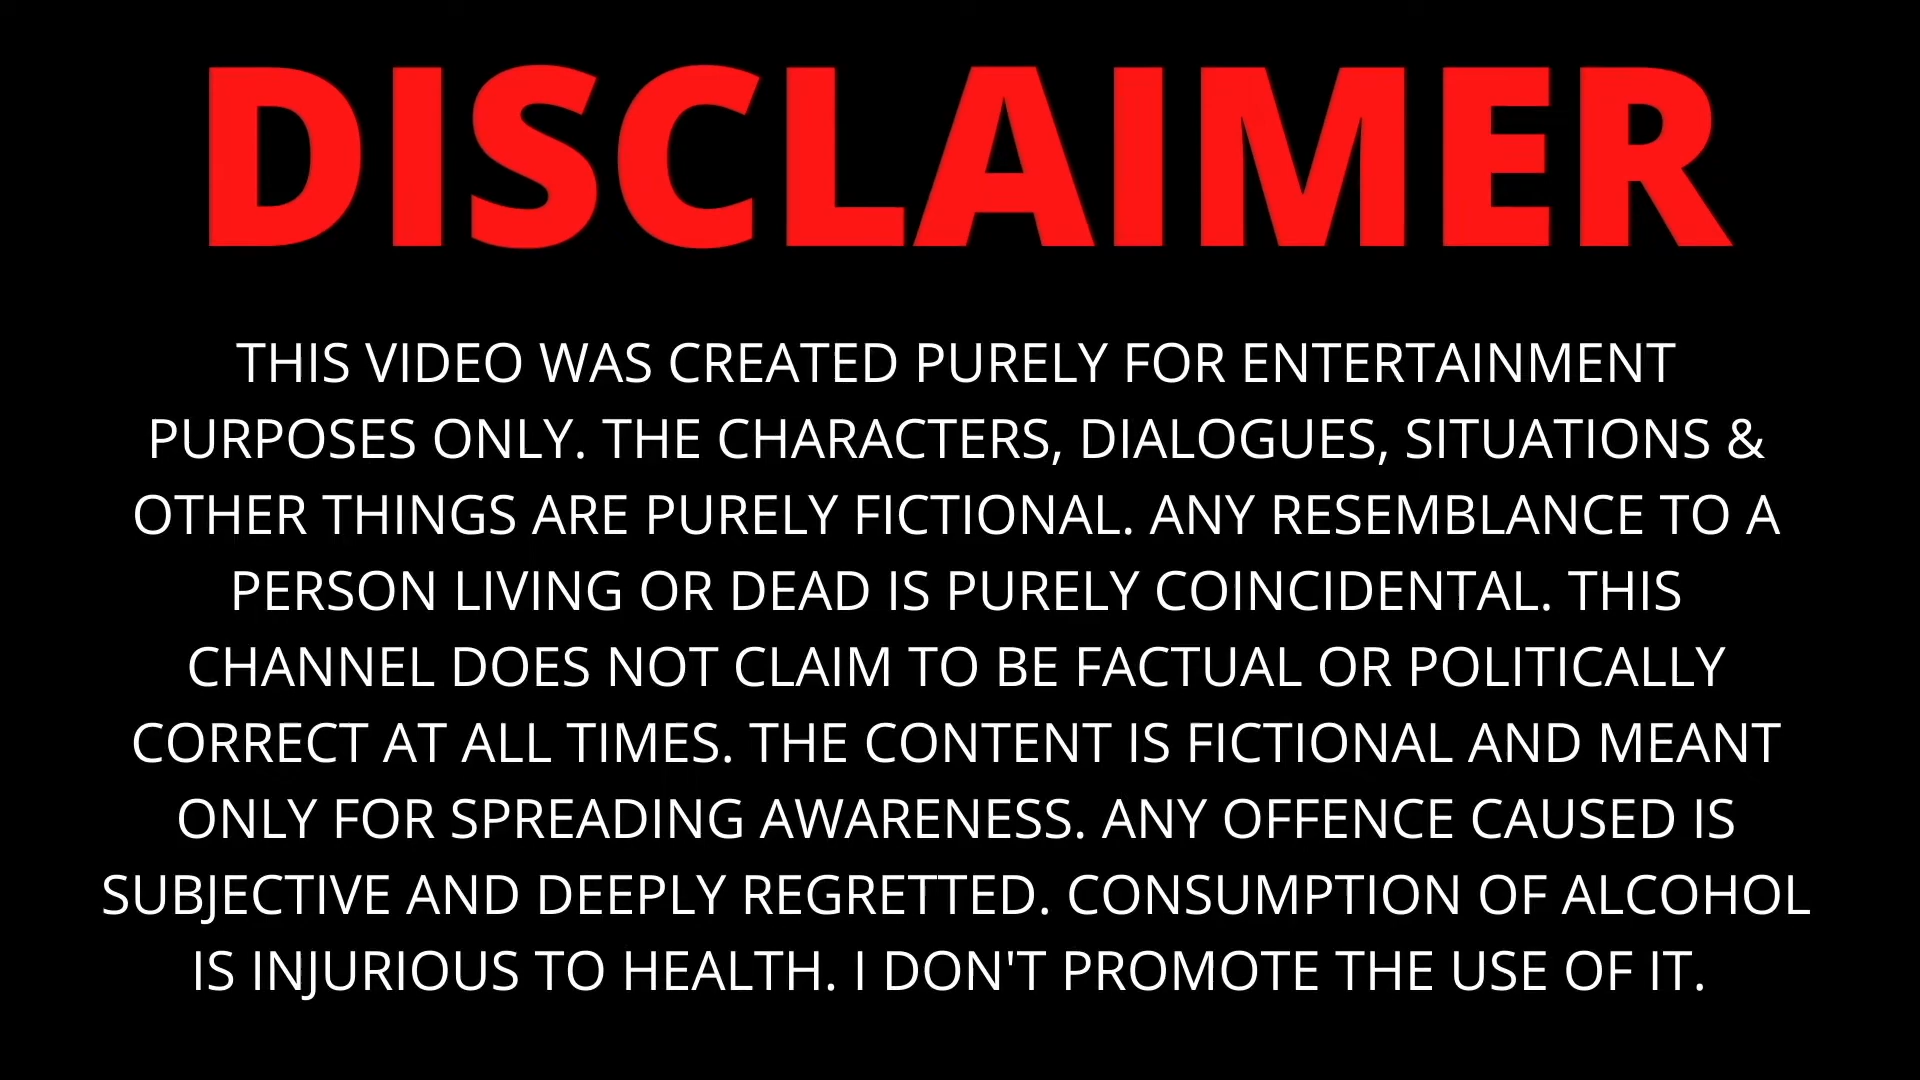 DISCLAIMER
THIS VIDEO WAS CREATED PURELY FOR ENTERTAINMENT
PURPOSES ONLY. THE CHARACTERS, DIALOGUES, SITUATIONS &
OTHER THINGS ARE PURELY FICTIONAL. ANY RESEMBLANCE TO A
PERSON LIVING OR DEAD IS PURELY COINCIDENTAL. THIS
CHANNEL DOES NOT CLAIM TO BE FACTUAL OR POLITICALLY
CORRECT AT ALL TIMES. THE CONTENT IS FICTIONAL AND MEANT
ONLY FOR SPREADING AWARENESS. ANY OFFENCE CAUSED IS
SUBJECTIVE AND DEEPLY REGRETTED. CONSUMPTION OF ALCOHOL
IS INJURIOUS TO HEALTH. I DON'T PROMOTE THE USE OF IT.